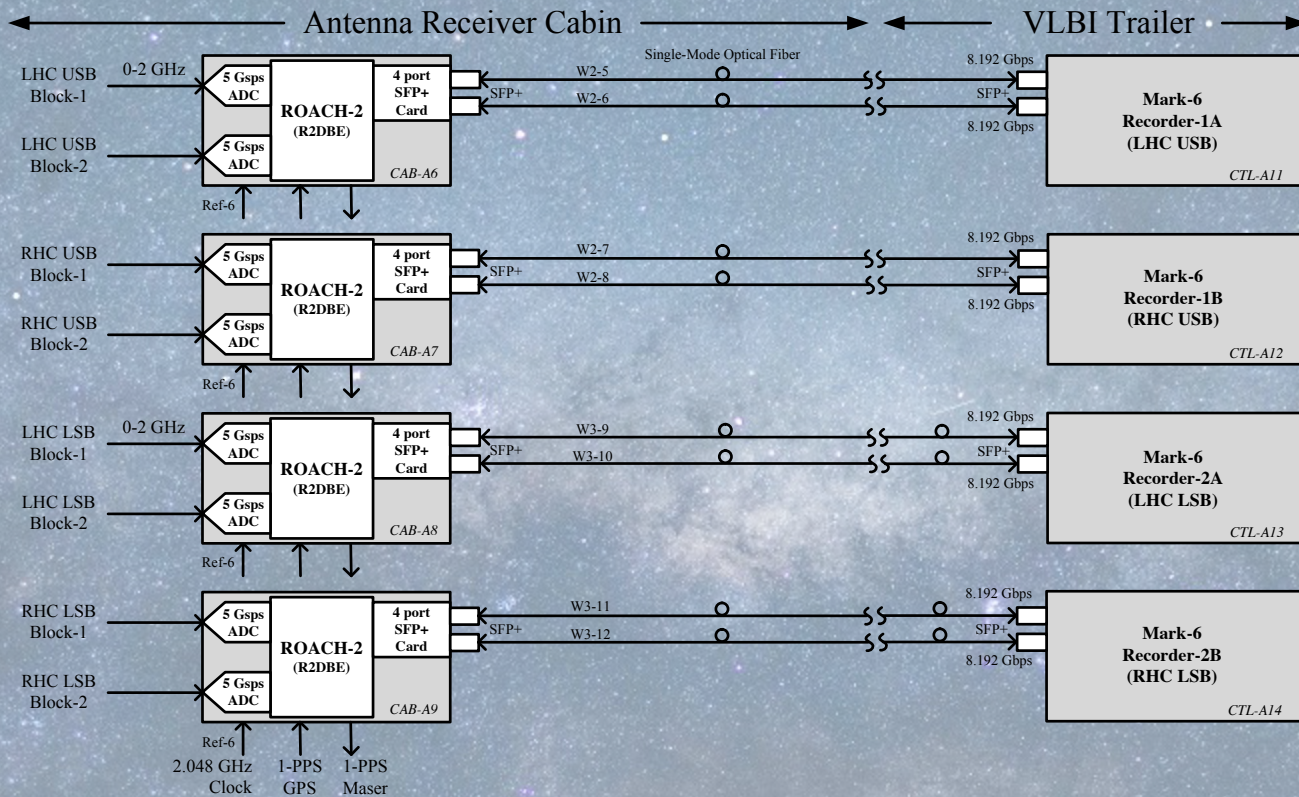 Antenna Receiver Cabin
VLBI Trailer
LHC USB
Block-1
0-2 GHz
LHC USB
Block-2
5 Gsps
ADC
5 Gsps
ADC
ROACH-2
(R2DBE)
4 port
SFP+
Card
CAB-A6
Ref-6
SFP+
Single-Mode Optical Fiber
W2-5
W2-6
8.192 Gbps
SFP+
8.192 Gbps
Mark-6
Recorder-1A
(LHC USB)
CTL-A11
RHC USB
Block-1
RHC USB
Block-2
5 Gsps
ADC
5 Gsps
ADC
ROACH-2
(R2DBE)
4 port
SFP+
Card
CAB-A7
Ref-6
SFP+
W2-7
W2-8
8.192 Gbps
SFP+
8.192 Gbps
Mark-6
Recorder-1B
(RHC USB)
CTL-A12
LHC LSB
Block-1
0-2 GHz
LHC LSB
Block-2
5 Gsps
ADC
5 Gsps
ADC
ROACH-2
(R2DBE)
4 port
SFP+
Card
CAB-A8
Ref-6
SFP+
W3-9
W3-10
8.192 Gbps
SFP+
8.192 Gbps
Mark-6
Recorder-2A
(LHC LSB)
CTL-A13
RHC LSB
Block-1
RHC LSB
Block-2
5 Gsps
ADC
5 Gsps
ADC
ROACH-2
(R2DBE)
4 port
SFP+
Card
CAB-A9
Ref-6
SFP+
W3-11
W3-12
8.192 Gbps
SFP+
8.192 Gbps
Mark-6
Recorder-2B
(RHC LSB)
CTL-A14
2.048 GHz
Clock
1-PPS
GPS
1-PPS
Maser